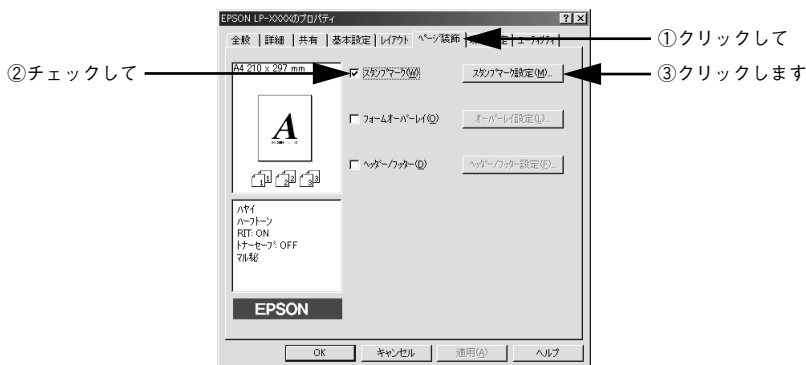 EPSON LP-XXXXのプロパティ
全般 詳細 共有 基本設定 レイアウト ページ装飾 ユーティリティ
①クリックして
②チェックして
A4 210 x 297 mm
スタンプマーク(W)
スタンプマーク設定(M)...
③クリックします
フォームオーバーレイ(O)
オーバーレイ設定(L)...
A
ヘッダー/フッター(D)
ヘッダー/フッター設定(F)...
1 1 2 2 3 3
ハヤイ
ハーフトーン
RIT: ON
トナーセーブ: OFF
マル秘
EPSON
OK キャンセル 適用(A) ヘルプ